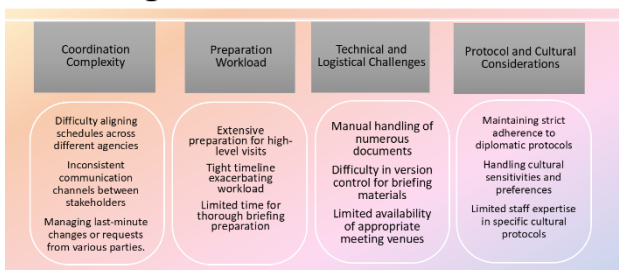 Coordination
Complexity
Difficulty aligning
schedules across
different agencies
Inconsistent
communication
channels between
stakeholders
Managing last-minute
changes or requests
from various parties.
Preparation
Workload
Extensive
preparation for high-
level visits
Tight timeline
exacerbating
workload
Limited time for
thorough briefing
preparation
Technical and
Logistical Challenges
Manual handling of
numerous
documents
Difficulty in version
control for briefing
materials
Limited availability
of appropriate
meeting venues
Protocol and Cultural
Considerations
Maintaining strict
adherence to
diplomatic protocols
Handling cultural
sensitivities and
preferences
Limited staff expertise
in specific cultural
protocols